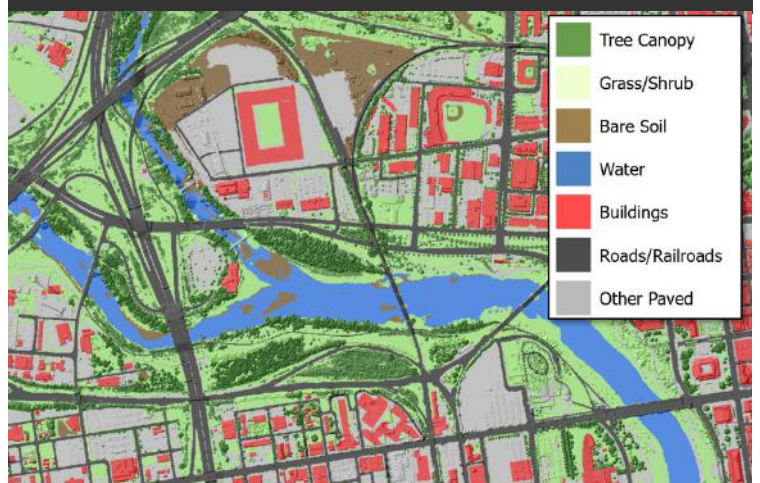 Tree Canopy
Grass/Shrub
Bare Soil
Water
Buildings
Roads/Railroads
Other Paved